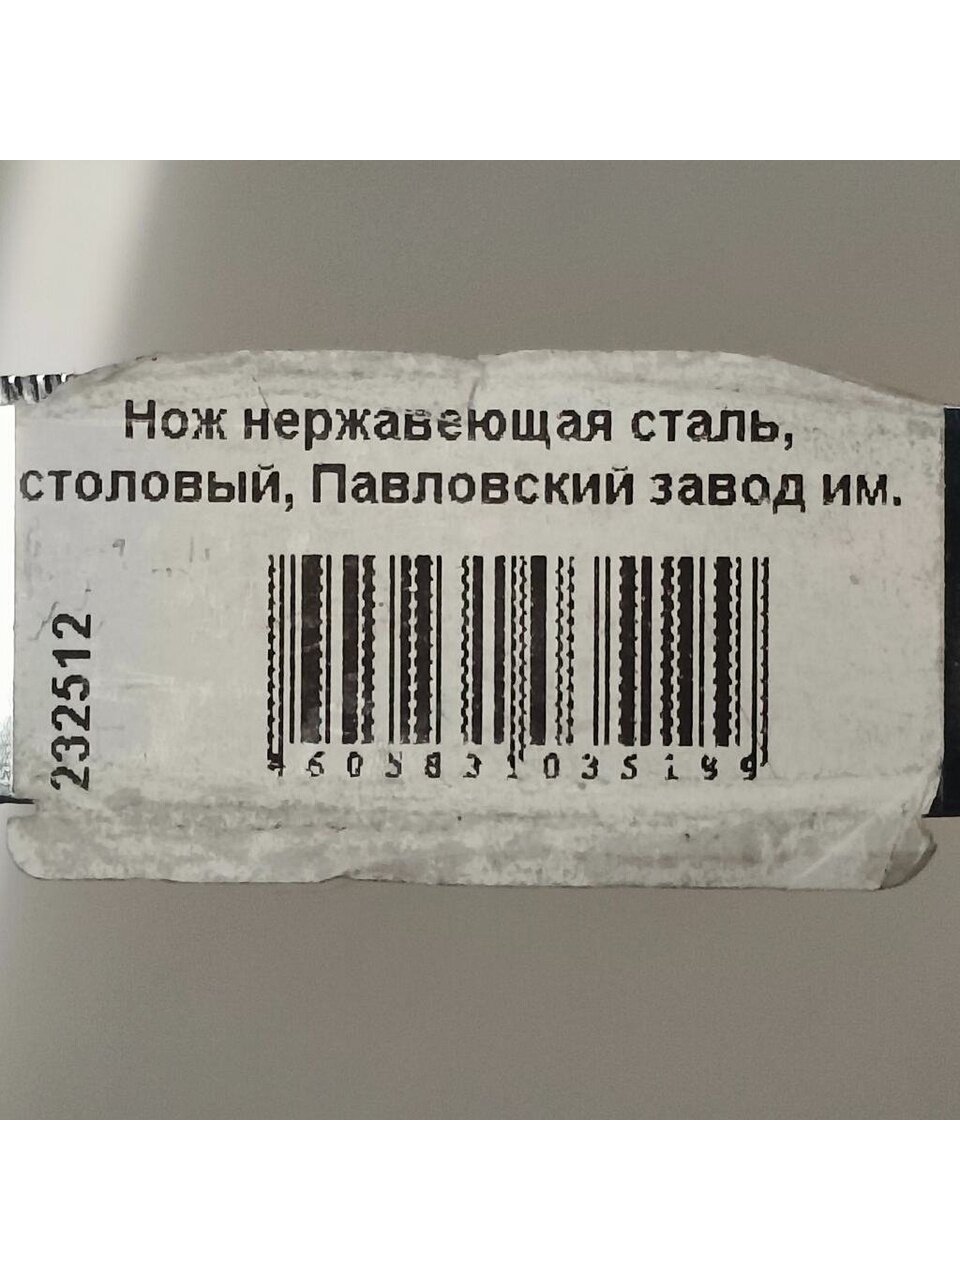 Нож нержавеющая сталь,
столовый, Павловский завод им.
232512
4605831035199